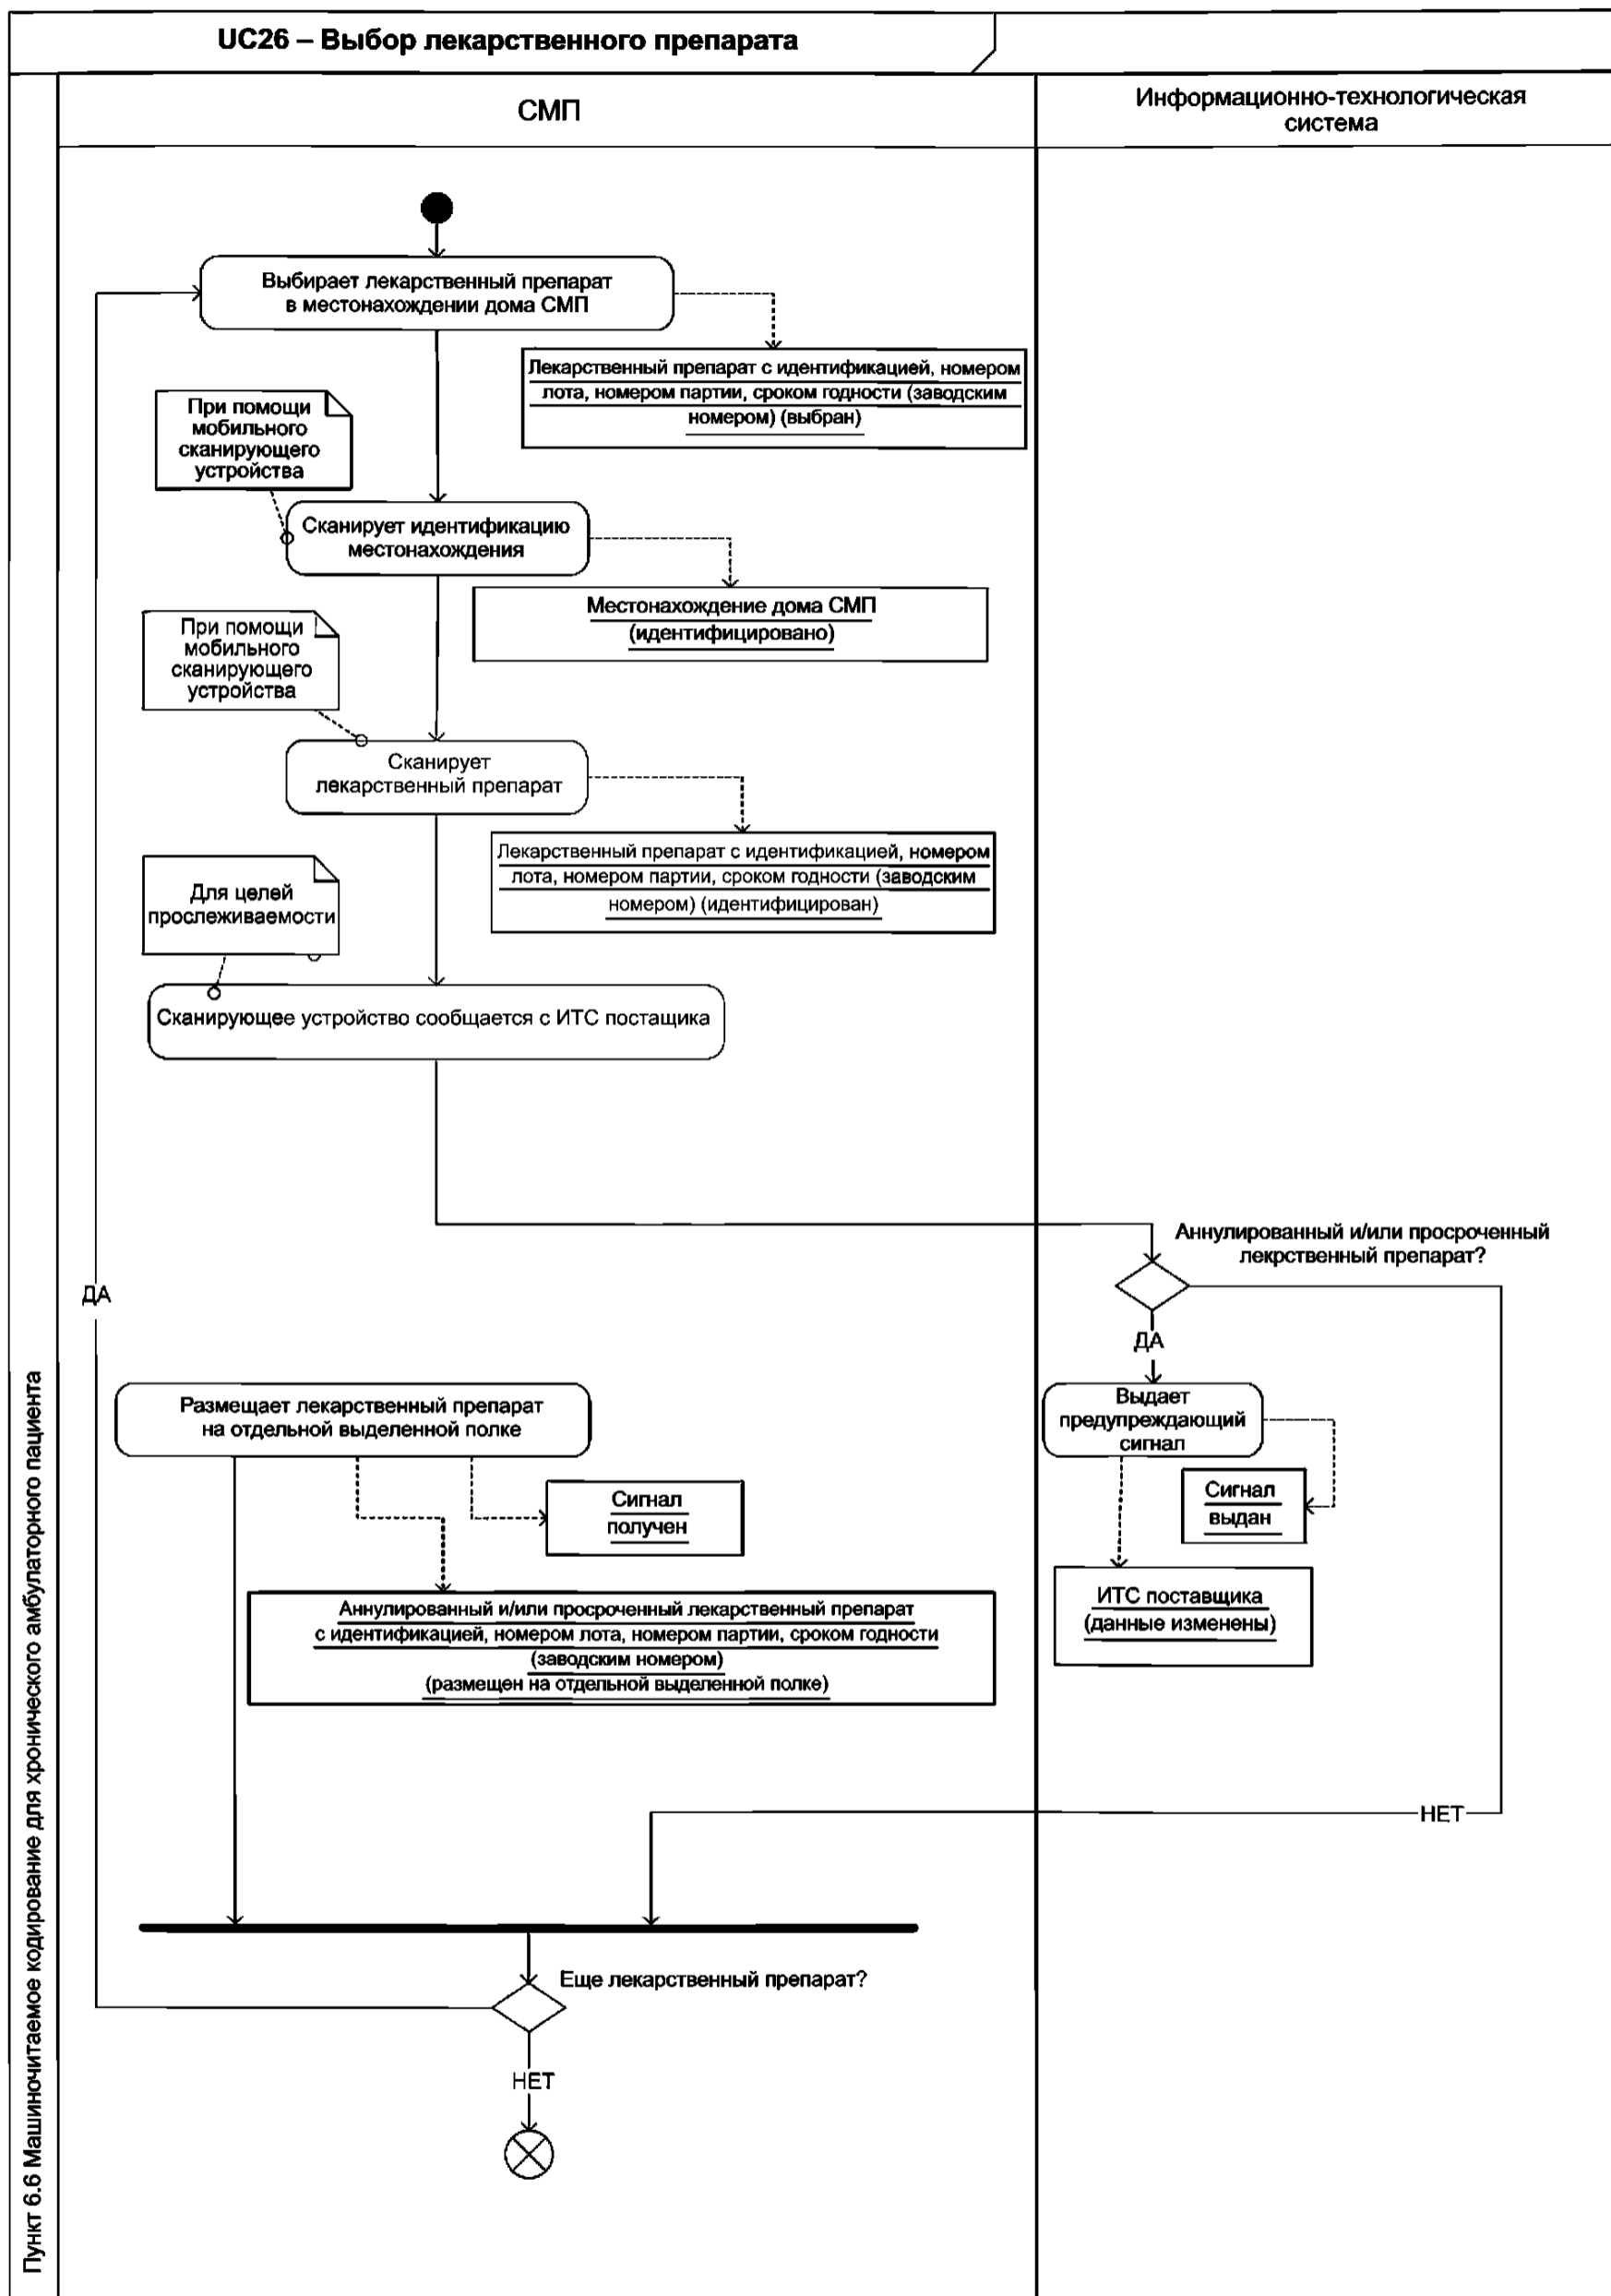 UC26 – Выбор лекарственного препарата
СМП
Информационно-технологическая
система
Выбирает лекарственный препарат
в местонахождении дома СМП
Лекарственный препарат с идентификацией, номером
лота, номером партии, сроком годности (заводским
номером) (выбран)
При помощи
мобильного
сканирующего
устройства
Сканирует идентификацию
местонахождения
Местонахождение дома СМП
(идентифицировано)
При помощи
мобильного
сканирующего
устройства
Сканирует
лекарственный препарат
Лекарственный препарат с идентификацией, номером
лота, номером партии, сроком годности (заводским
номером) (идентифицирован)
Для целей
прослеживаемости
Сканирующее устройство сообщается с ИТС постащика
Аннулированный и/или просроченный
лекрственный препарат?
ДА
ДА
Размещает лекарственный препарат
на отдельной выделенной полке
Выдает
предупреждающий
сигнал
Сигнал
получен
Сигнал
выдан
Аннулированный и/или просроченный лекарственный препарат
с идентификацией, номером лота, номером партии, сроком годности
(заводским номером)
(размещен на отдельной выделенной полке)
ИТС поставщика
(данные изменены)
НЕТ
Еще лекарственный препарат?
НЕТ
Пункт 6.6 Машиночитаемое кодирование для хронического амбулаторного пациента